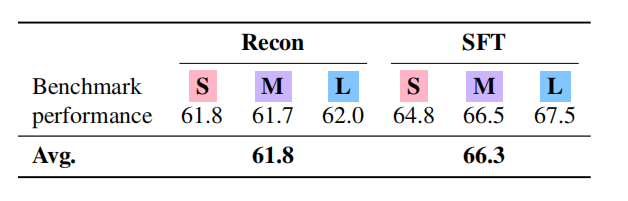 Recon SFT
Benchmark S M L S M L
performance 61.8 61.7 62.0 64.8 66.5 67.5
Avg. 61.8 66.3